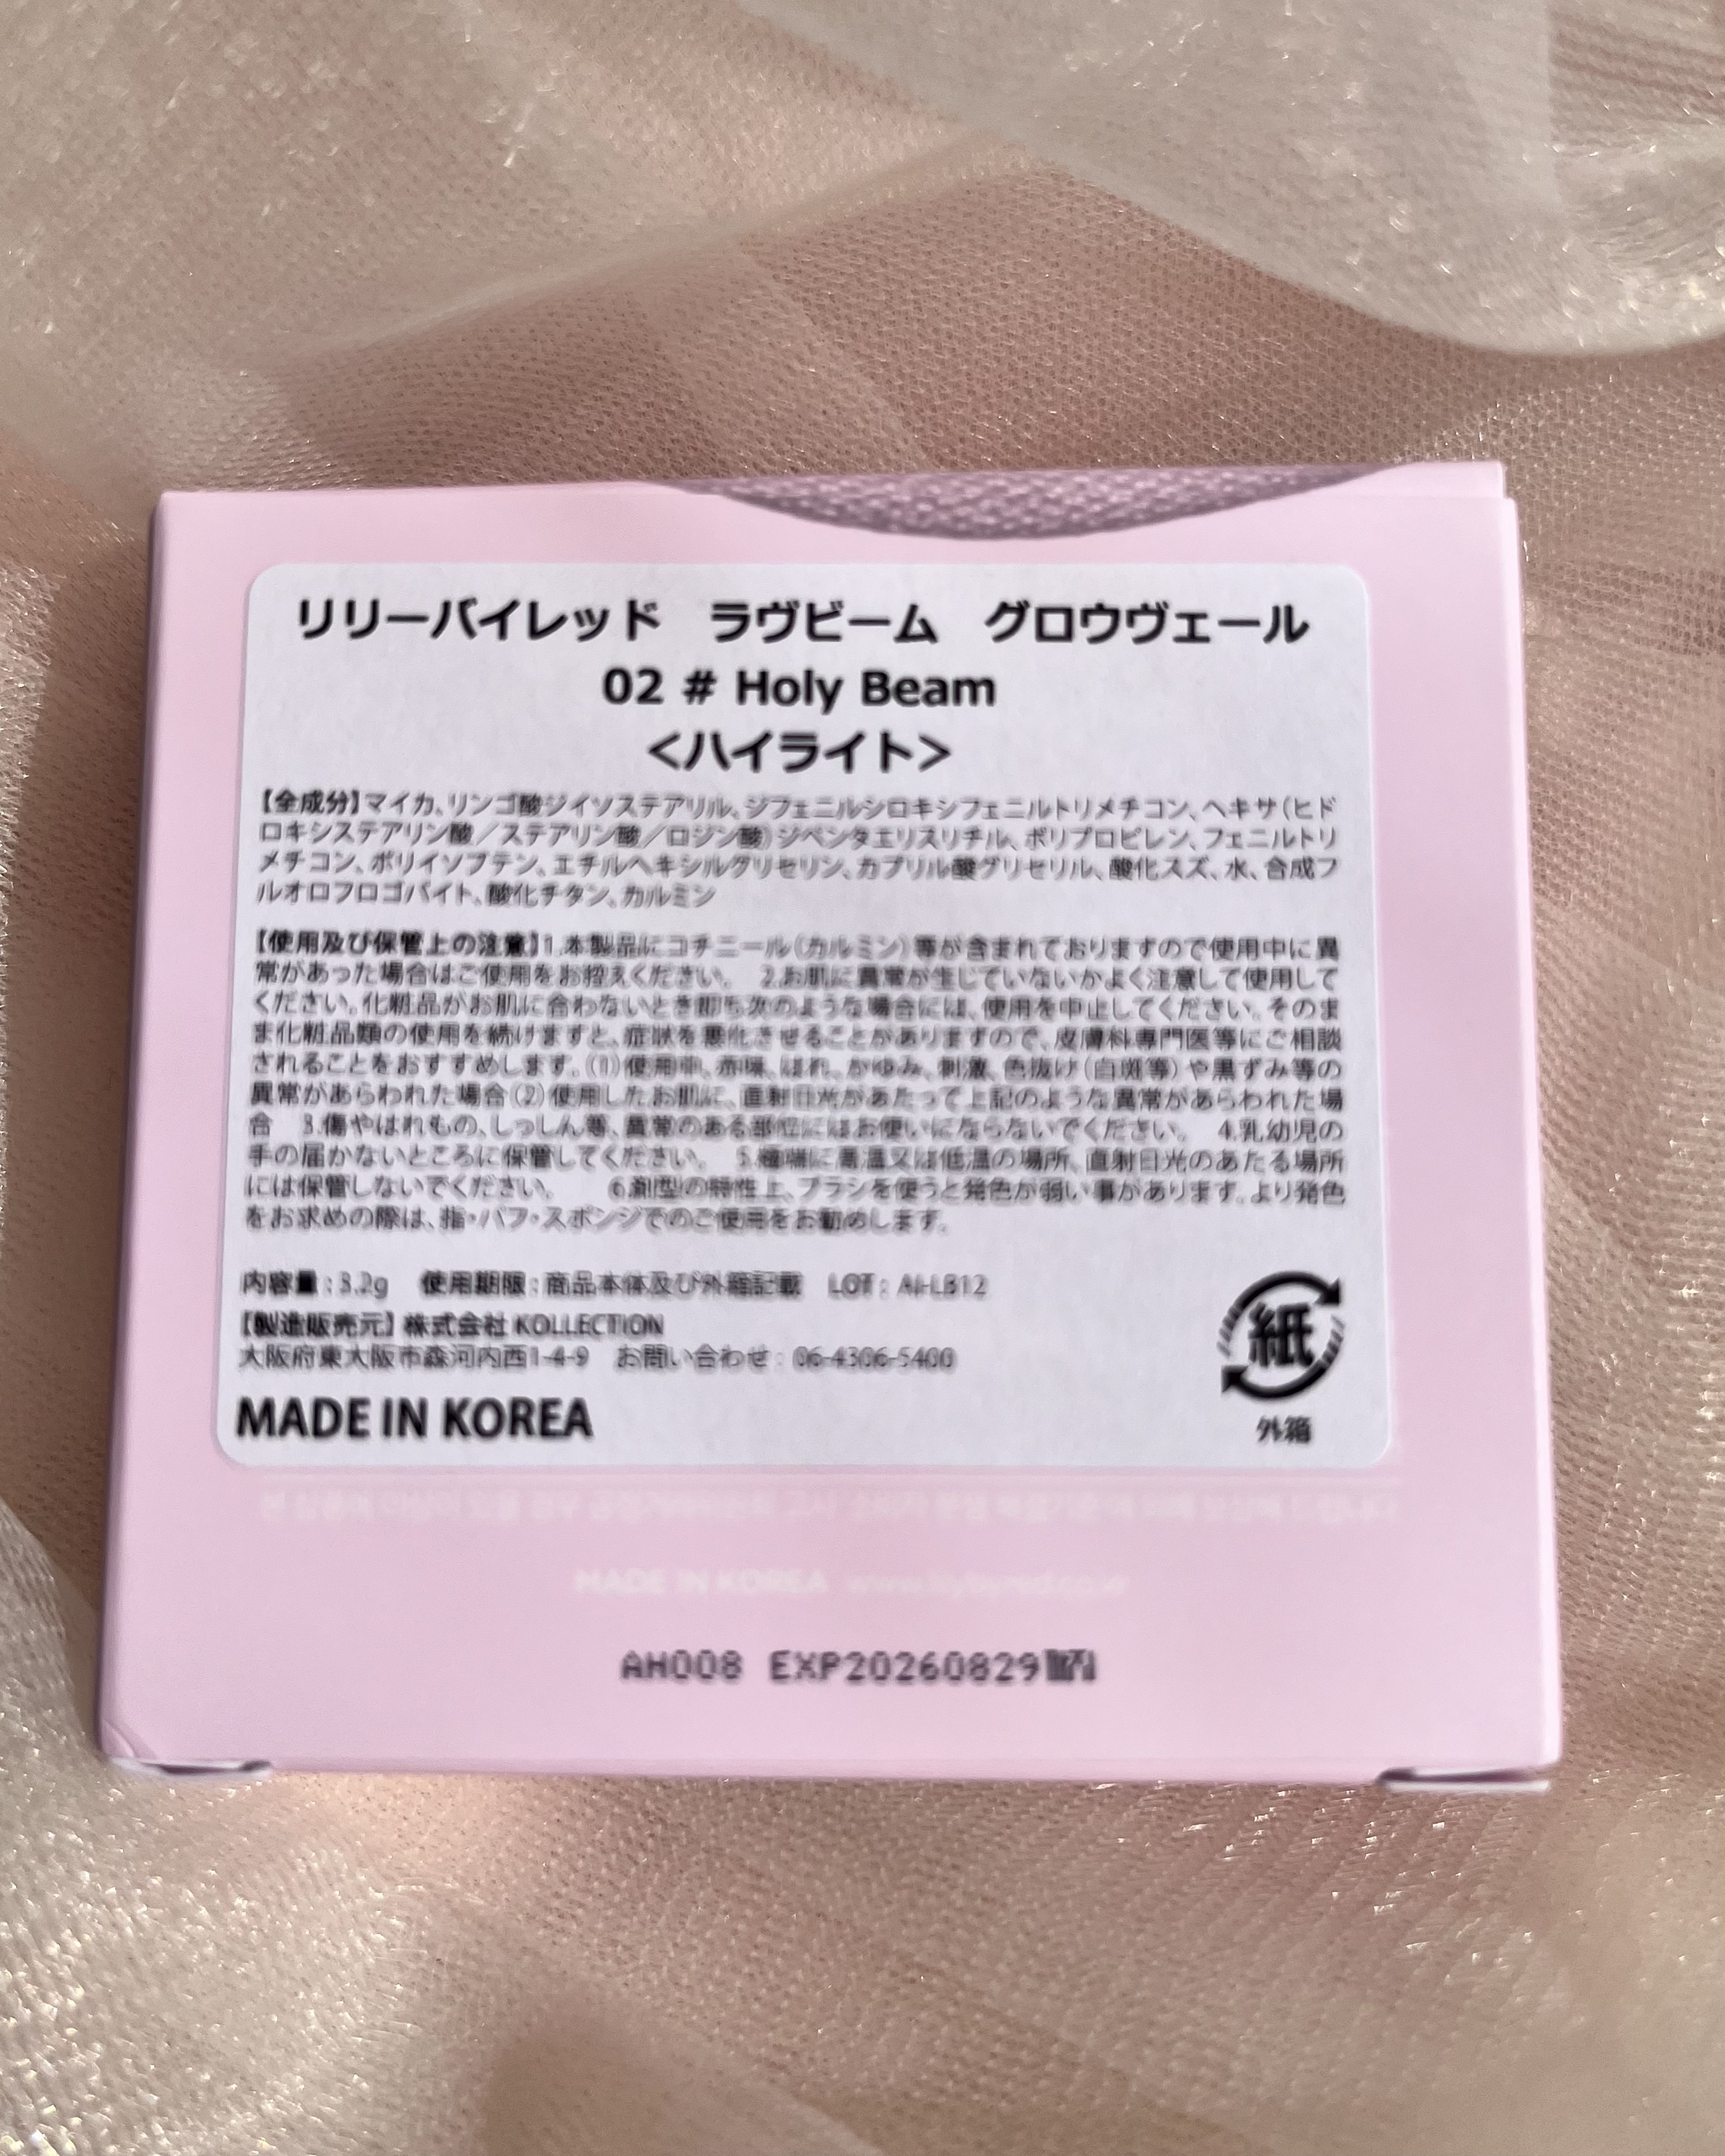 リリーバイレッド ラヴビーム グロウヴェール
02 # Holy Beam
<ハイライト>
【全成分】マイカ、リンゴ酸ジイソステアリル、ジフェニルシロキシフェニルトリメチコン、ヘキサ(ヒド
ロキシステアリン酸/ステアリン酸/ロジン酸)ジペンタエリスリチル、ポリプロピレン、フェニルトリ
メチコン、ポリイソブテン、エチルヘキシルグリセリン、カプリル酸グリセリル、酸化スズ、水、合成フ
ルオロフロゴパイト、酸化チタン、カルミン
【使用及び保管上の注意】1.本製品にコチニール(カルミン)等が含まれておりますので使用中に異
常があった場合はご使用をお控えください。 2.お肌に異常が生じていないかよく注意して使用して
ください。化粧品がお肌に合わないとき即ち次のような場合には、使用を中止してください。そのま
ま化粧品類の使用を続けますと、症状を悪化させることがありますので、皮膚科専門医等にご相談
されることをおすすめします。(1)使用中、赤味、はれ、かゆみ、刺激、色抜け(白斑等)や黒ずみ等の
異常があらわれた場合(2)使用したお肌に、直射日光があたって上記のような異常があらわれた場
合 3.傷やはれもの、しっしん等、異常のある部位にはお使いにならないでください。 4.乳幼児の
手の届かないところに保管してください。 5.極端に高温又は低温の場所、直射日光のあたる場所
には保管しないでください。 6.剤型の特性上、ブラシを使うと発色が弱い事があります。より発色
をお求めの際は、指・パフ・スポンジでのご使用をお勧めします。
内容量:3.2g 使用期限:商品本体及び外箱記載 LOT:
【製造販売元】株式会社 KOLLECTION
大阪府東大阪市森河内西1-4-9 お問い合わせ:06-4306-5400
MADE IN KOREA
紙
外箱
MADE IN KOREA
AH008 EXP20260829